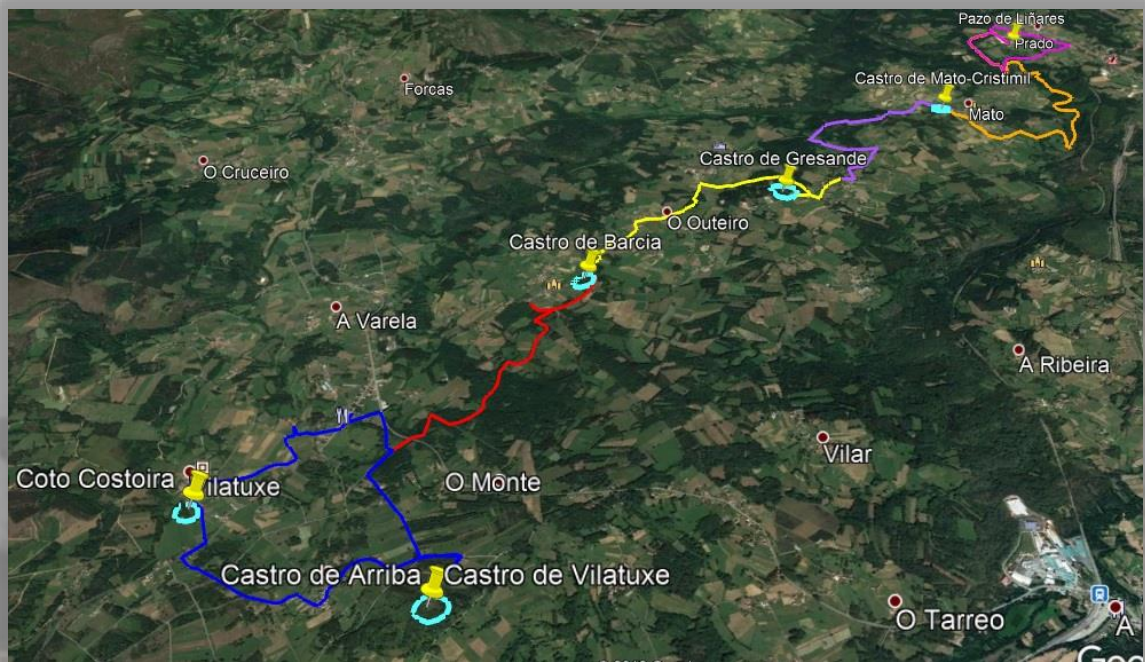 Pazo de Liñares
Prado
Castro de Mato-Cristimil
Mato
Forcas
Castro de Gresande
O Cruceiro
O Outeiro
Castro de Barcia
A Varela
A Ribeira
Vilar
Coto Costoira
Vilatuxe
O Monte
Castro de Arriba
Castro de Vilatuxe
O Tarreo
A